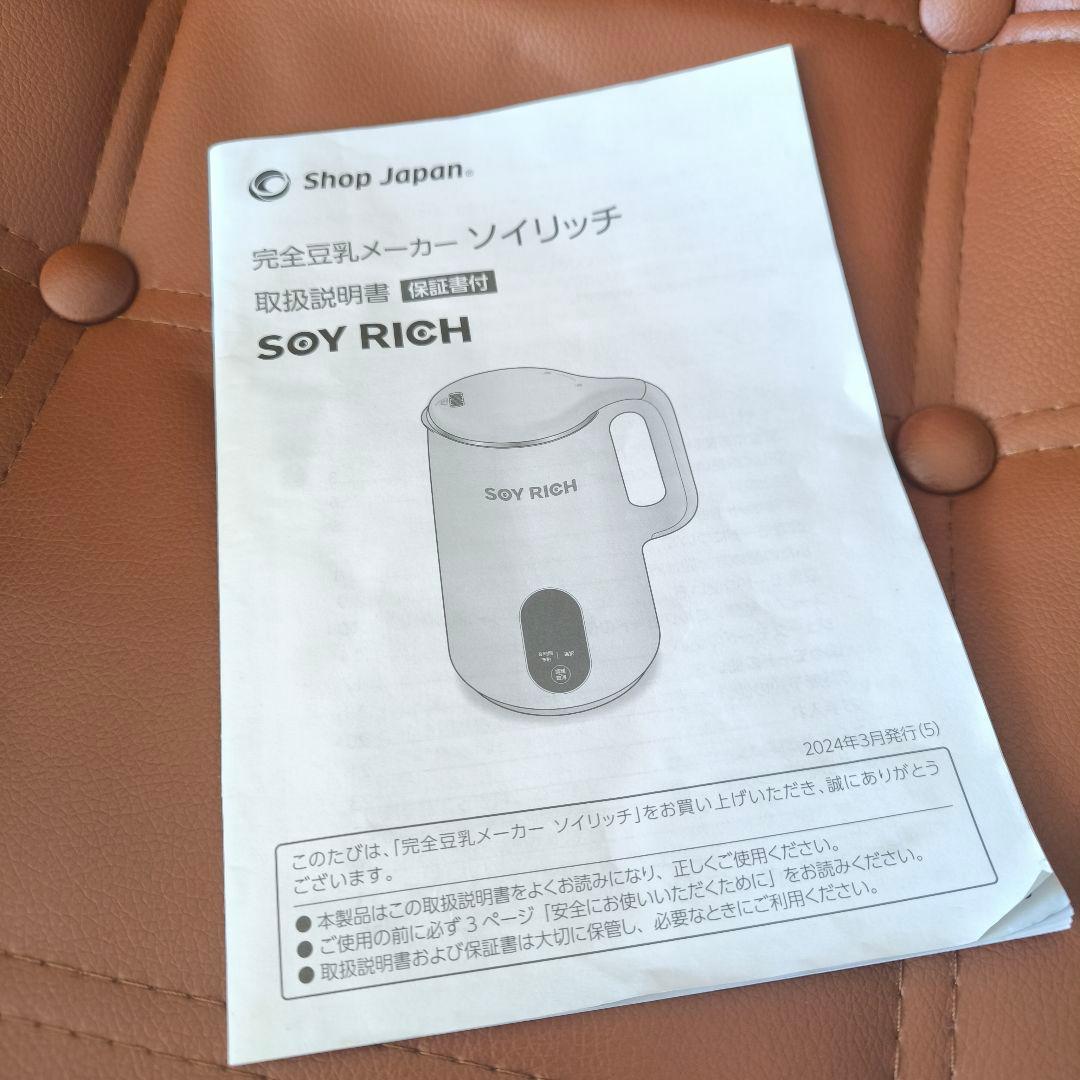 Shop Japan®
完全豆乳メーカー ソイリッチ
取扱説明書 保証書付
SOY RICH
SOY RICH
2024年3月発行(5)
このたびは、「完全豆乳メーカー ソイリッチ」をお買い上げいただき、誠にありがとう
ございます。
● 本製品はこの取扱説明書をよくお読みになり、正しくご使用ください。
● ご使用の前に必ず 3 ページ「安全にお使いいただくために」をお読みください。
● 取扱説明書および保証書は大切に保管し、必要なときにご利用ください。